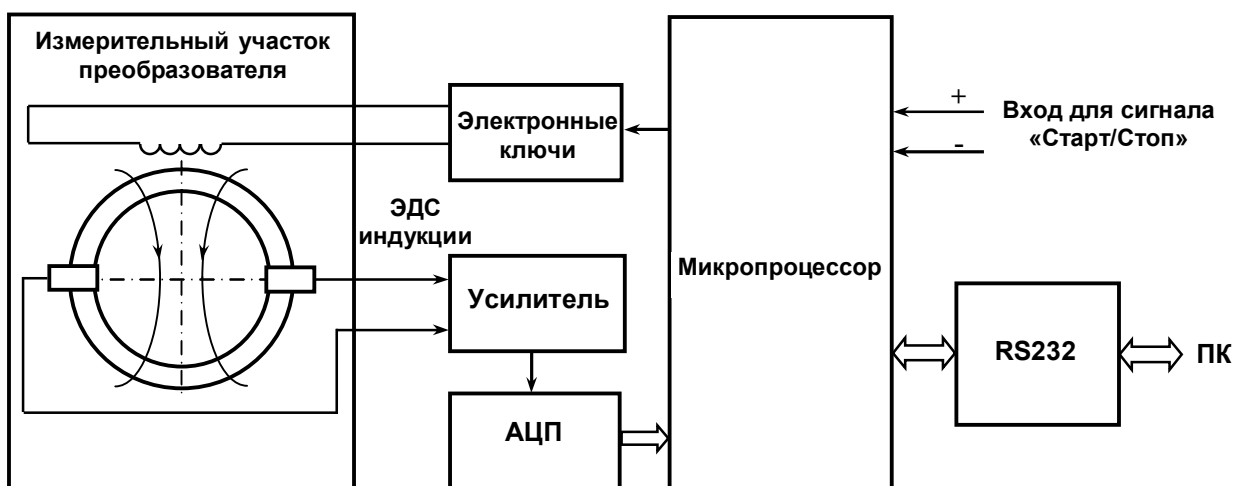 Измерительный участок
преобразователя
Электронные
ключи
+
-
Вход для сигнала
«Старт/Стоп»
ЭДС
индукции
Микропроцессор
Усилитель
RS232
ПК
АЦП